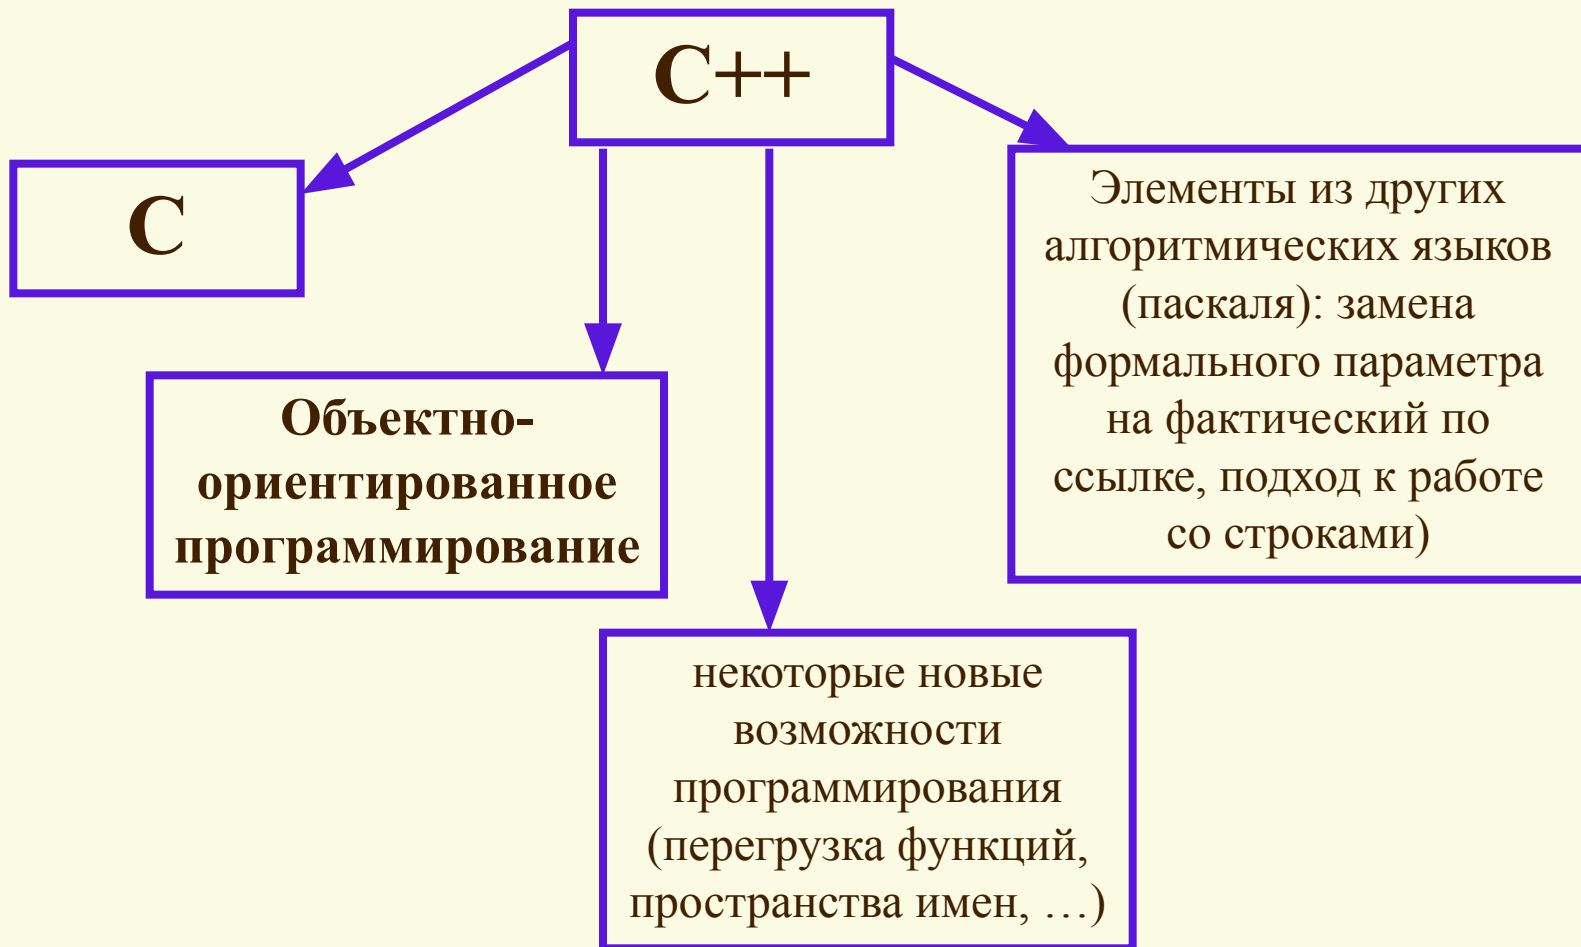 C++
C
Объектно-
ориентированное
программирование
некоторые новые
возможности
программирования
(перегрузка функций,
пространства имен, …)
Элементы из других
алгоритмических языков
(паскаля): замена
формального параметра
на фактический по
ссылке, подход к работе
со строками)